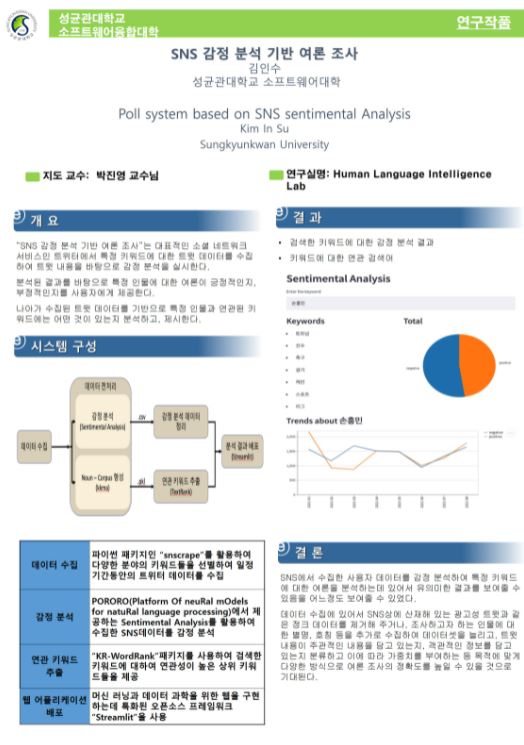 성균관대학교
소프트웨어융합대학
연구작품
SNS 감정 분석 기반 여론 조사
김인수
성균관대학교 소프트웨어대학
Poll system based on SNS sentimental Analysis
Kim In Su
Sungkyunkwan University
지도 교수: 박진영 교수님
연구실명: Human Language Intelligence
Lab
개 요
"SNS 감정 분석 기반 여론 조사"는 대표적인 소셜 네트워크
서비스인 트위터에서 특정 키워드에 대한 트윗 데이터를 수집
하여 트윗 내용을 바탕으로 감정 분석을 실시한다.
분석된 결과를 바탕으로 특정 인물에 대한 여론이 긍정적인지,
부정적인지를 사용자에게 제공한다.
나아가 수집된 트윗 데이터를 기반으로 특정 인물과 연관된 키
워드에는 어떤 것이 있는지 분석하고, 제시한다.
시스템 구성
데이터 전처리
데이터 수집
감정 분석
(Sentimental Analysis)
.csv
감정 분석 데이터
정리
Noun – Corpus 형성
(kkma)
.pkl
연관 키워드 추출
(TextRank)
분석 결과 배포
(Streamlit)
데이터 수집
파이썬 패키지인 "snscrape"를 활용하여
다양한 분야의 키워드들을 선별하여 일정
기간동안의 트위터 데이터를 수집
감정 분석
PORORO(Platform Of neuRal mOdels
for natuRal language processing)에서 제
공하는 Sentimental Analysis를 활용하여
수집한 SNS데이터를 감정 분석
연관 키워드
추출
"KR-WordRank"패키지를 사용하여 검색한
키워드에 대하여 연관성이 높은 상위 키워
드들을 제공
웹 어플리케이션
배포
머신 러닝과 데이터 과학을 위한 웹을 구현
하는데 특화된 오픈소스 프레임워크
"Streamlit"을 사용
결 과
• 검색한 키워드에 대한 감정 분석 결과
• 키워드에 대한 연관 검색어
Sentimental Analysis
손흥민
Keywords
Total
• 토트넘
• 축구
• 경기
• 스포츠
negative
positive
Trends about 손흥민
negative
positive
결 론
SNS에서 수집한 사용자 데이터를 감정 분석하여 특정 키워드
에 대한 여론을 분석하는데 있어서 유의미한 결과를 보여줄 수
있음을 어느정도 보여줄 수 있었다.
데이터 수집에 있어서 SNS상에 산재해 있는 광고성 트윗과 같
은 정크 데이터를 제거해 주거나, 조사하고자 하는 인물에 대
한 별명, 호칭 등을 추가로 수집하여 데이터셋을 늘리고, 트윗
내용이 주관적인 내용을 담고 있는지, 객관적인 정보를 담고
있는지 분류하고 이에 따라 가중치를 부여하는 등 목적에 맞게
다양한 방식으로 여론 조사의 정확도를 높일 수 있을 것으로
기대된다.